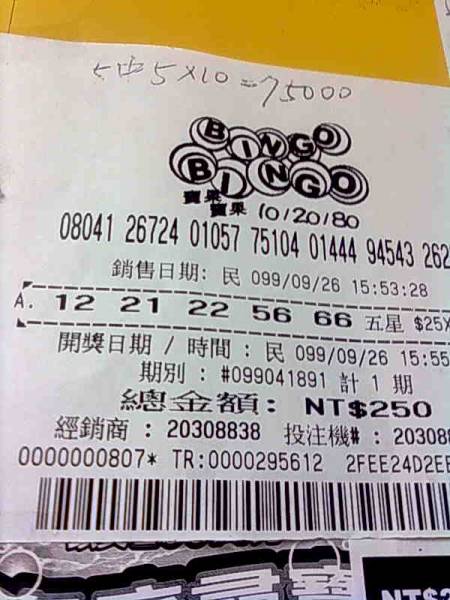 5中5X10=75000
BINGO
BINGO
賓果
賓果 10/20/80
08041 26724 01057 75104 01444 94543 262
銷售日期: 民 099/09/26 15:53:28
A. 12 21 22 56 66 五星 $25X
開獎日期 / 時間 : 民 099/09/26 15:55
期別 : #099041891 計 1 期
總金額: NT$250
經銷商 : 20308838 投注機# : 20308
0000000807* TR:0000295612 2FEE24D2EE
NT$2